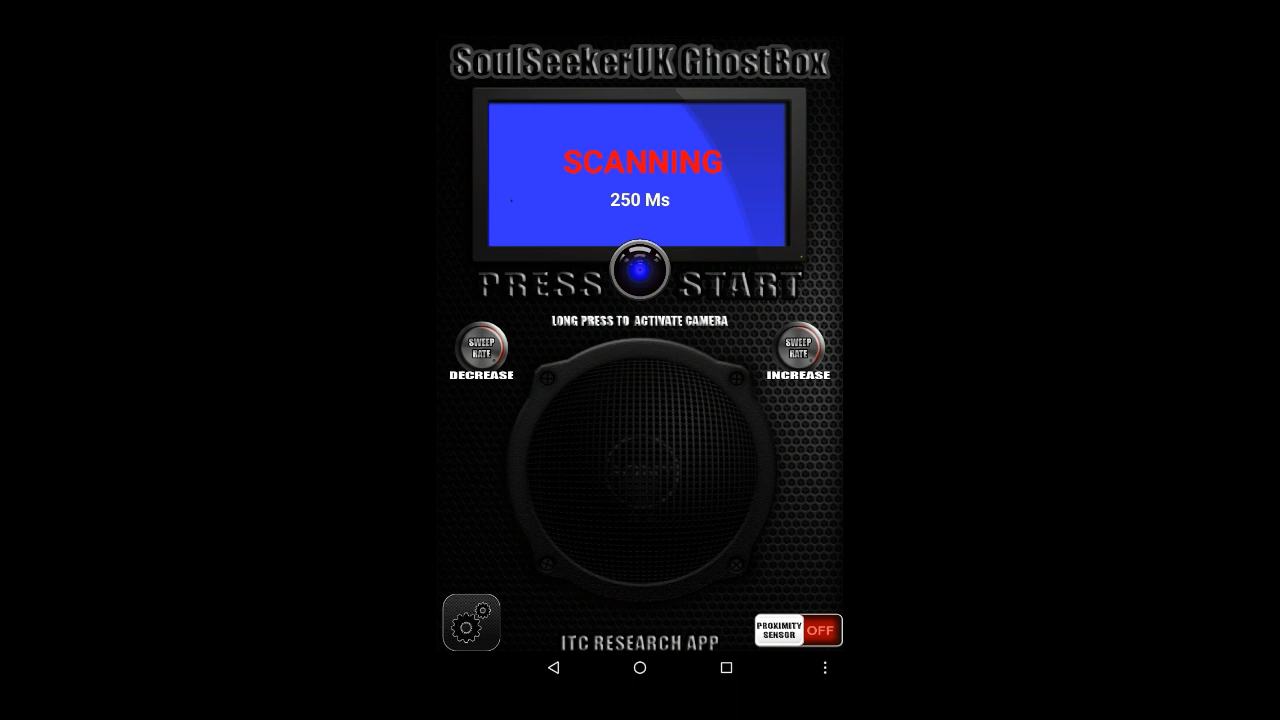 SoulSeekerUK GhostBox
SCANNING
250 Ms
PRESS START
LONG PRESS TO ACTIVATE CAMERA
SWEEP
RATE
DECREASE
SWEEP
RATE
INCREASE
PROXIMITY
SENSOR
OFF
ITC RESEARCH APP